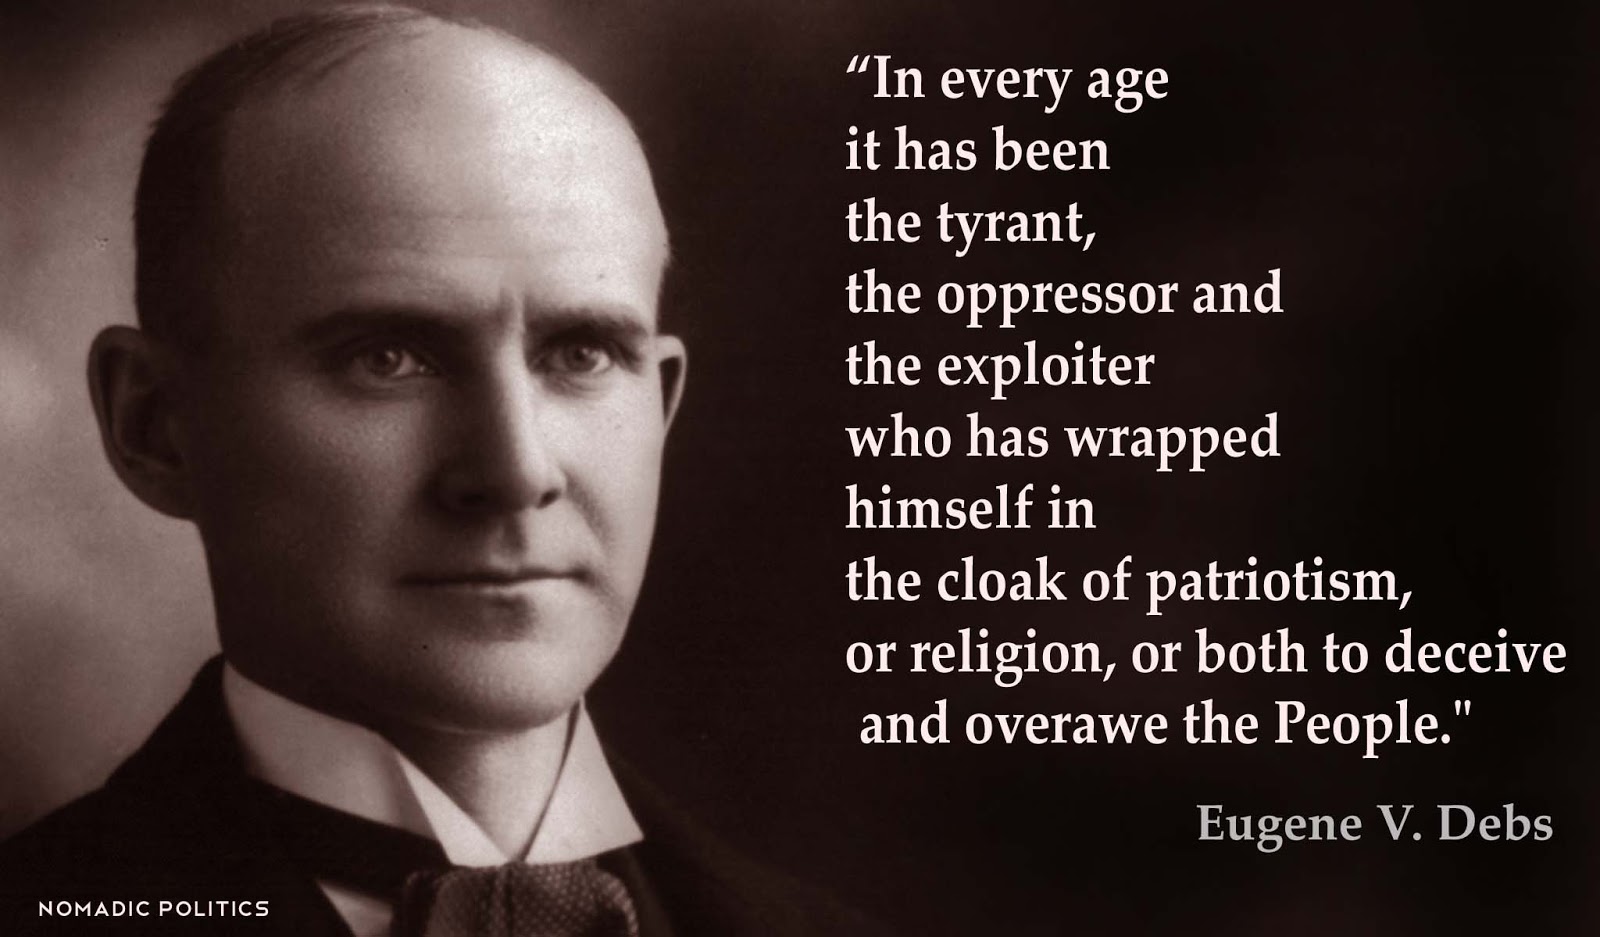 “In every age
it has been
the tyrant,
the oppressor and
the exploiter
who has wrapped
himself in
the cloak of patriotism,
or religion, or both to deceive
and overawe the People."
Eugene V. Debs
NOMADIC POLITICS